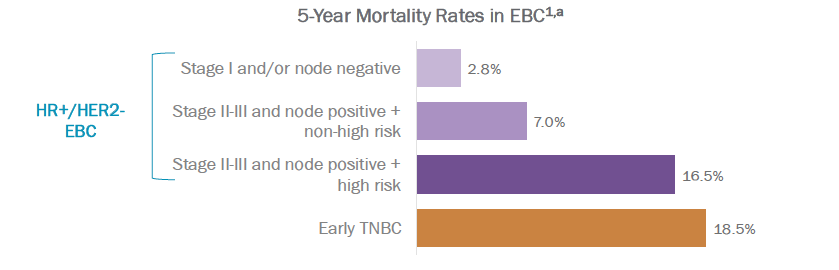 5-Year Mortality Rates in EBC1,a
Stage I and/or node negative
2.8%
HR+/HER2-
EBC
Stage II-III and node positive +
non-high risk
7.0%
Stage II-III and node positive +
high risk
16.5%
Early TNBC
18.5%